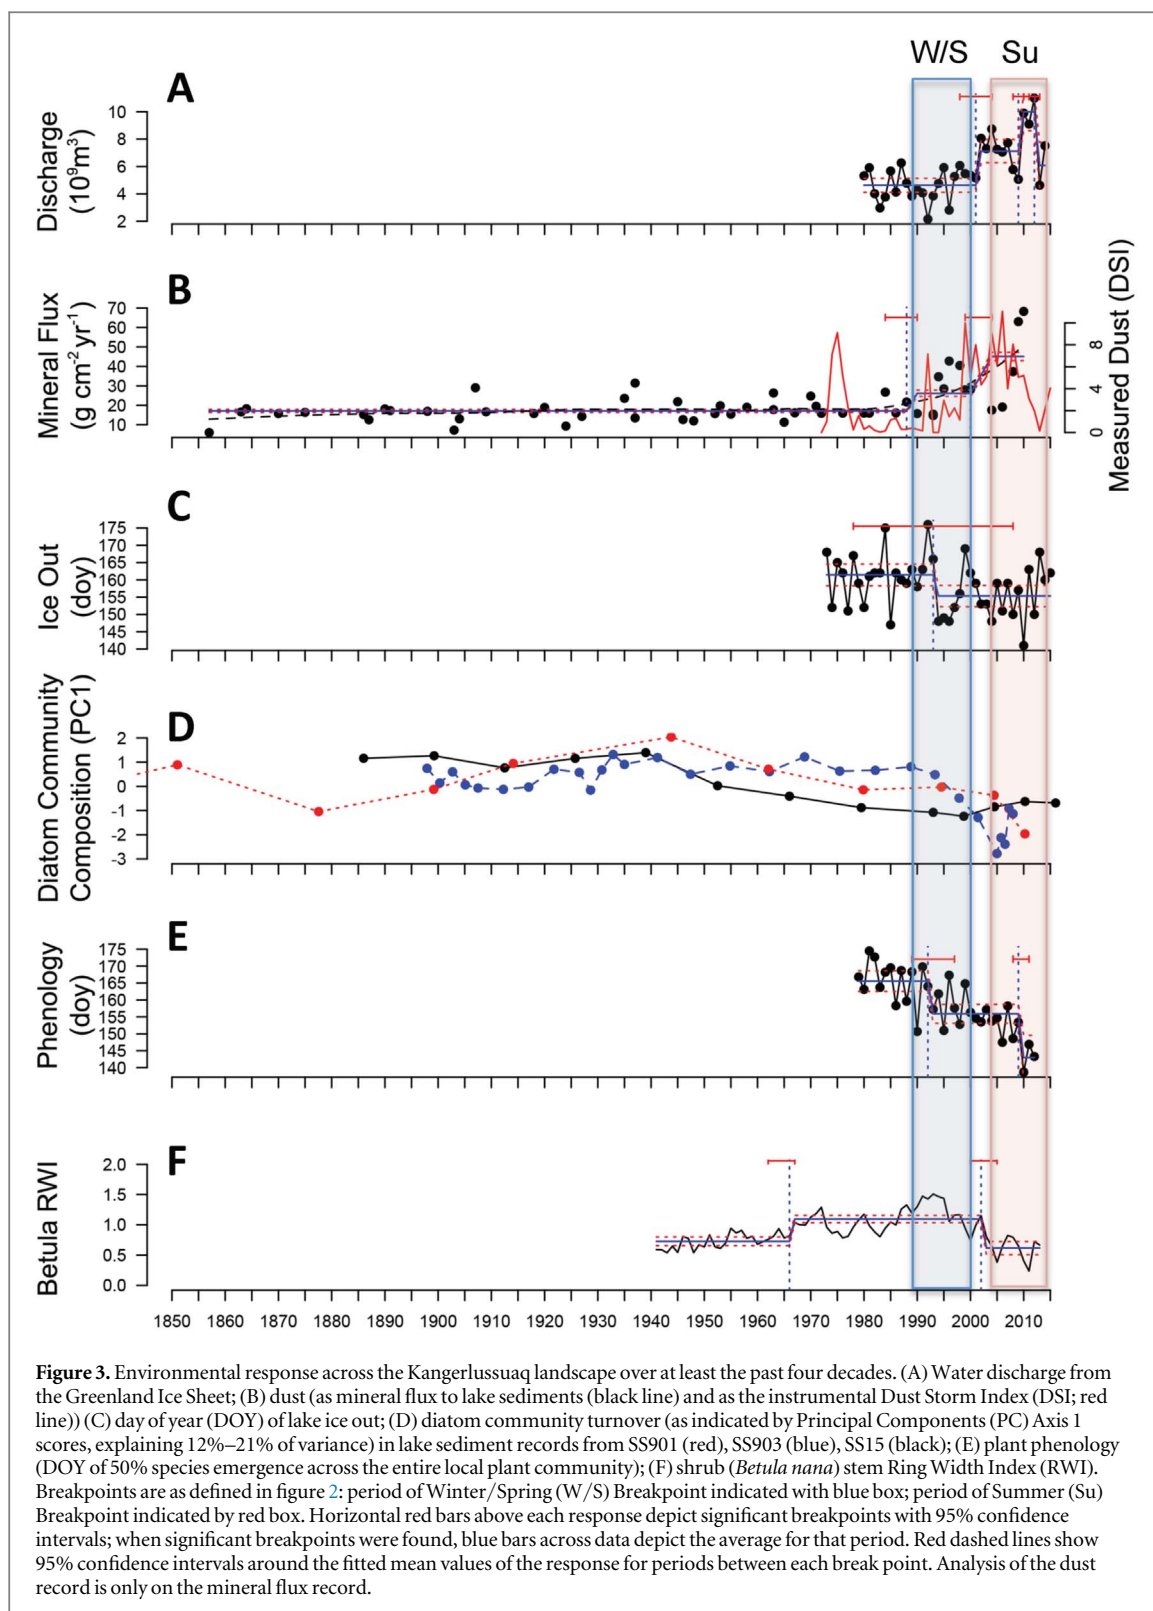 W/S Su
A
Discharge
(10⁹m³)
10
8
6
4
2
B
Mineral Flux
(g cm⁻² yr⁻¹)
70
60
50
40
30
20
10
Measured Dust (DSI)
8
4
0
C
Ice Out
(doy)
175
170
165
160
155
150
145
140
D
Diatom Community
Composition (PC1)
2
1
0
-1
-2
-3
E
Phenology
(doy)
175
170
165
160
155
150
145
140
F
Betula RWI
2.0
1.5
1.0
0.5
0.0
1850 1860 1870 1880 1890 1900 1910 1920 1930 1940 1950 1960 1970 1980 1990 2000 2010
Figure 3. Environmental response across the Kangerlussuaq landscape over at least the past four decades. (A) Water discharge from
the Greenland Ice Sheet; (B) dust (as mineral flux to lake sediments (black line) and as the instrumental Dust Storm Index (DSI; red
line)) (C) day of year (DOY) of lake ice out; (D) diatom community turnover (as indicated by Principal Components (PC) Axis 1
scores, explaining 12%–21% of variance) in lake sediment records from SS901 (red), SS903 (blue), SS15 (black); (E) plant phenology
(DOY of 50% species emergence across the entire local plant community); (F) shrub (Betula nana) stem Ring Width Index (RWI).
Breakpoints are as defined in figure 2: period of Winter/Spring (W/S) Breakpoint indicated with blue box; period of Summer (Su)
Breakpoint indicated by red box. Horizontal red bars above each response depict significant breakpoints with 95% confidence
intervals; when significant breakpoints were found, blue bars across data depict the average for that period. Red dashed lines show
95% confidence intervals around the fitted mean values of the response for periods between each break point. Analysis of the dust
record is only on the mineral flux record.